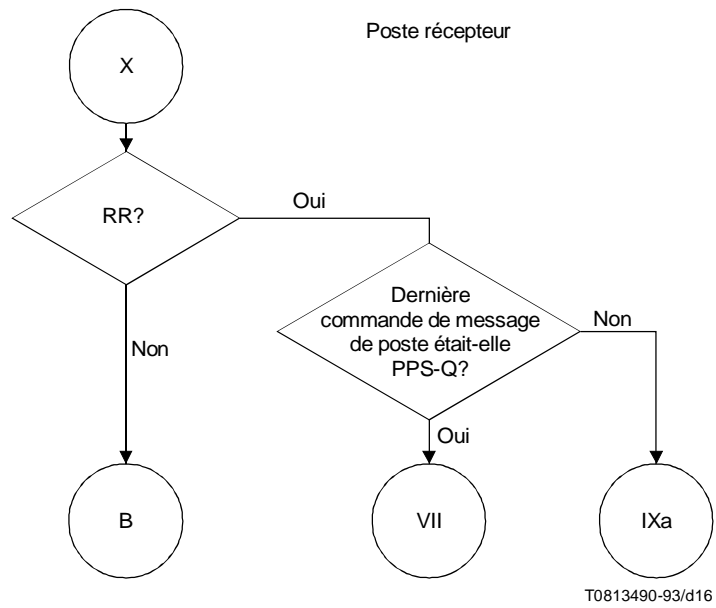 Poste récepteur
X
RR?
Oui
Dernière
commande de message
de poste était-elle
PPS-Q?
Non
Non
Oui
B
VII
IXa
T0813490-93/d16